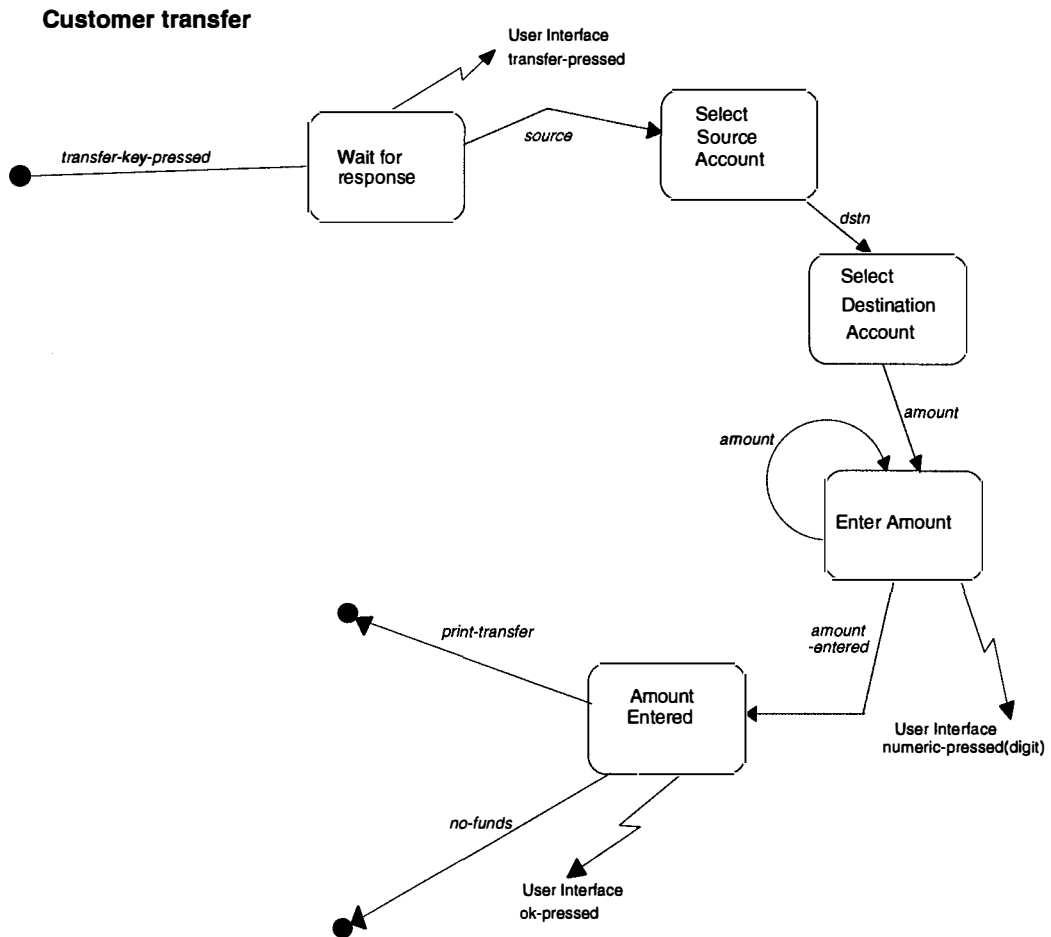 Customer transfer
User Interface
transfer-pressed
transfer-key-pressed
Wait for
response
source
Select
Source
Account
dstn
Select
Destination
Account
amount
amount
Enter Amount
print-transfer
amount
-entered
Amount
Entered
User Interface
numeric-pressed(digit)
no-funds
User Interface
ok-pressed